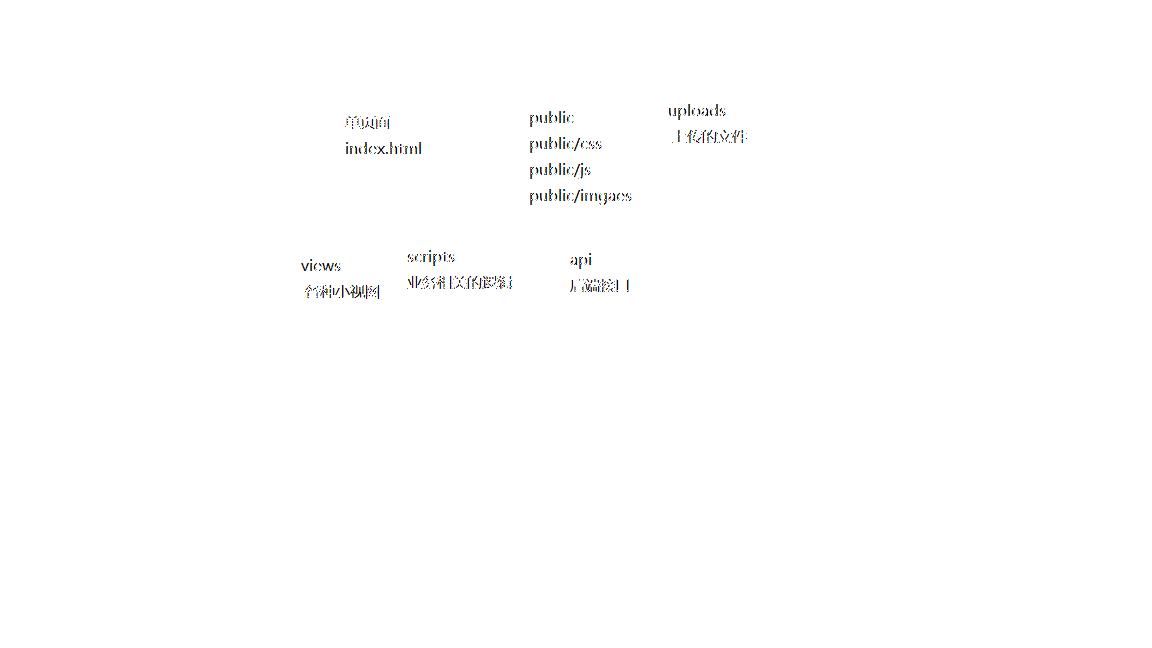 单页面
index.html
public
public/css
public/js
public/imgaes
uploads
上传的文件
views
各种小视图
scripts
业务相关的逻辑
api
后端接口